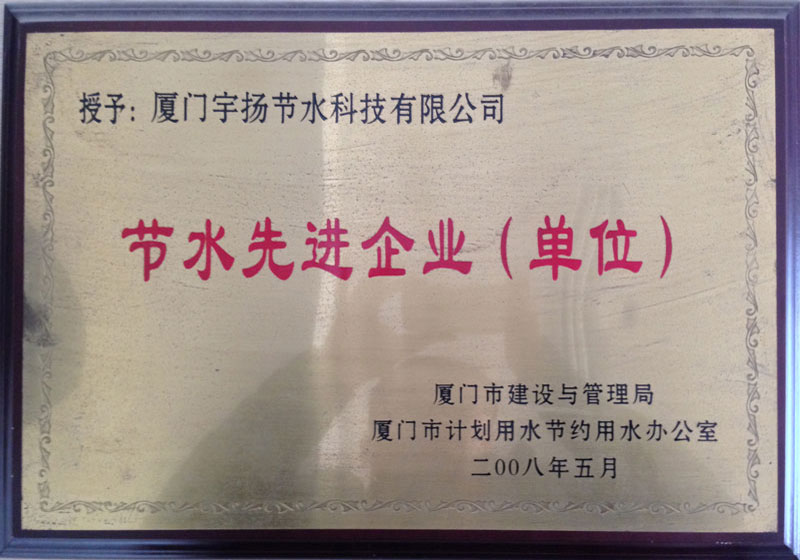 授予：厦门宇扬节水科技有限公司
节水先进企业（单位）
厦门市建设与管理局
厦门市计划用水节约用水办公室
二00八年五月